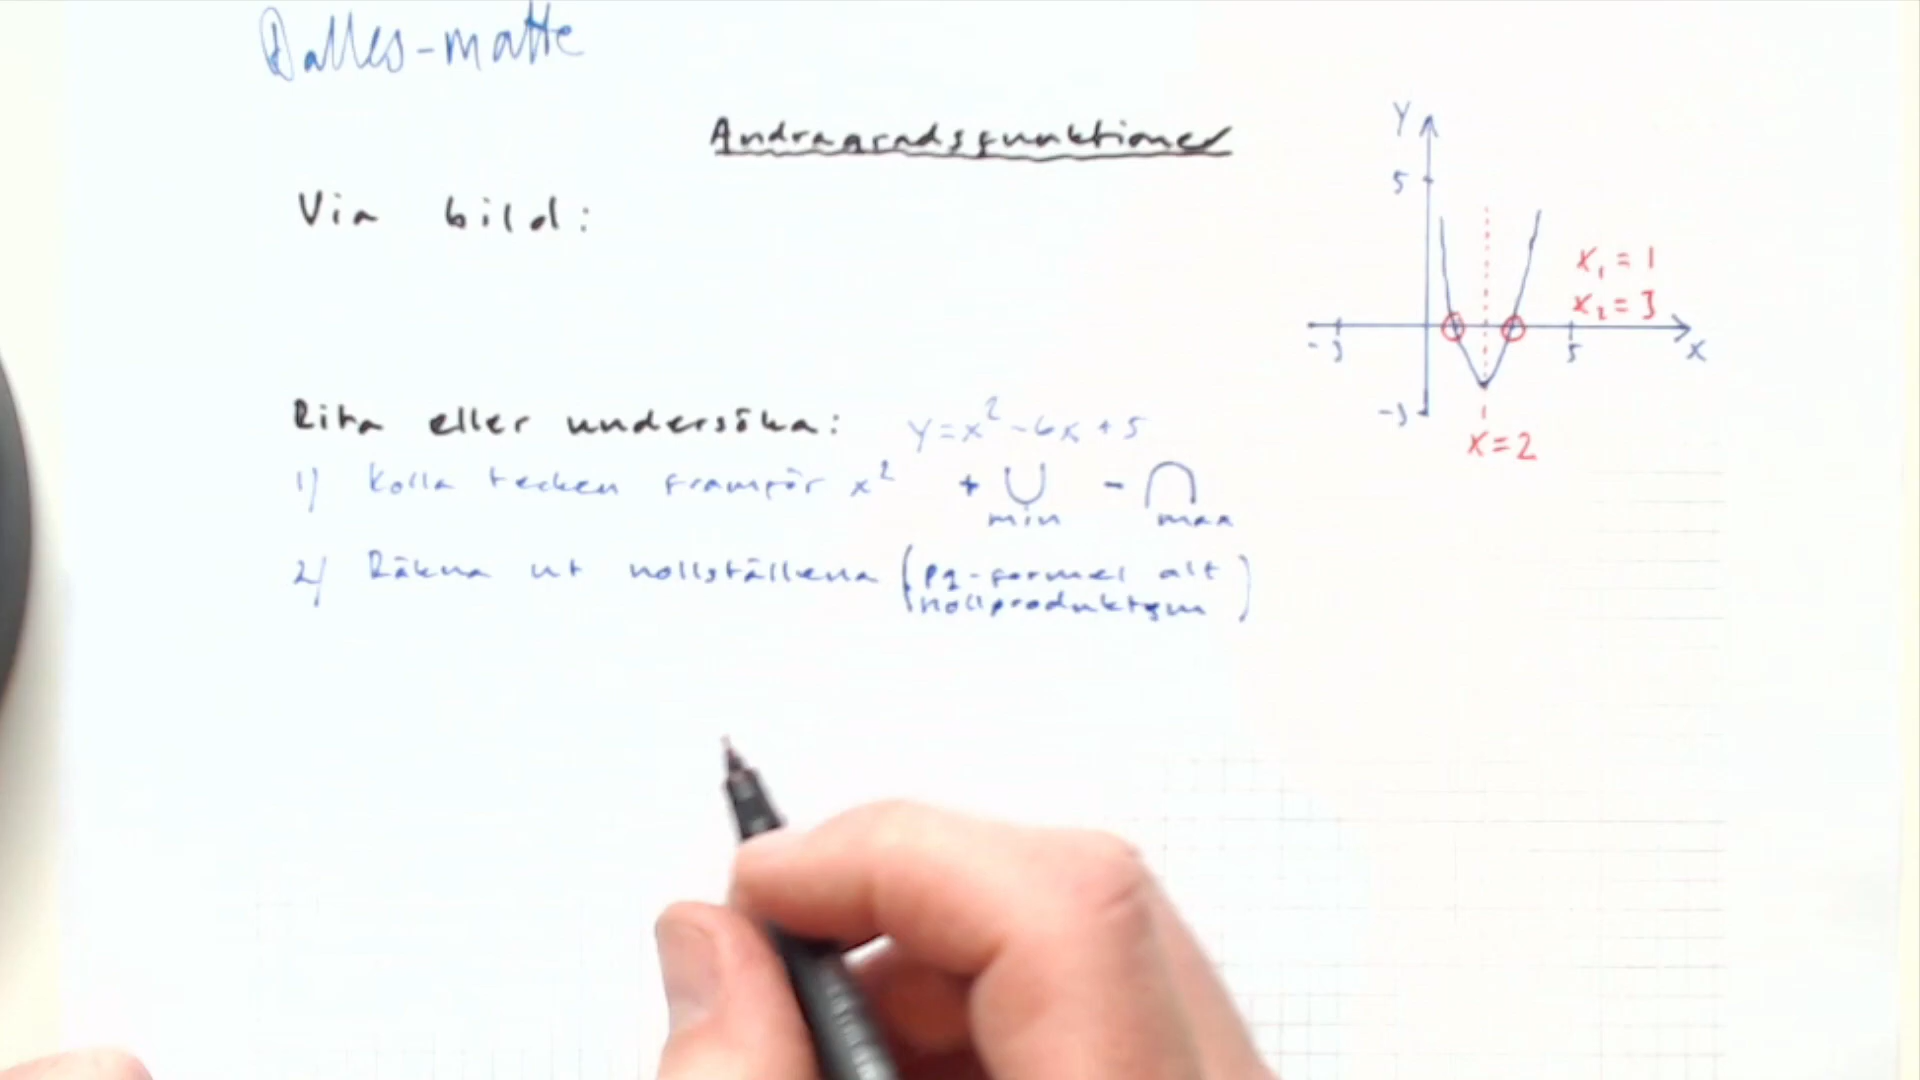 Dalles-matte
Andragradsfunktioner
Via bild:
Y
5
x₁ = 1
x₂ = 3
-3
5
x
-3
x=2
Rita eller undersöka: y=x²-6x+5
1) Kolla tecken framför x² + ∪ - ∩
min max
2) Räkna ut nollställena (pq-formel alt
nollproduktsm)